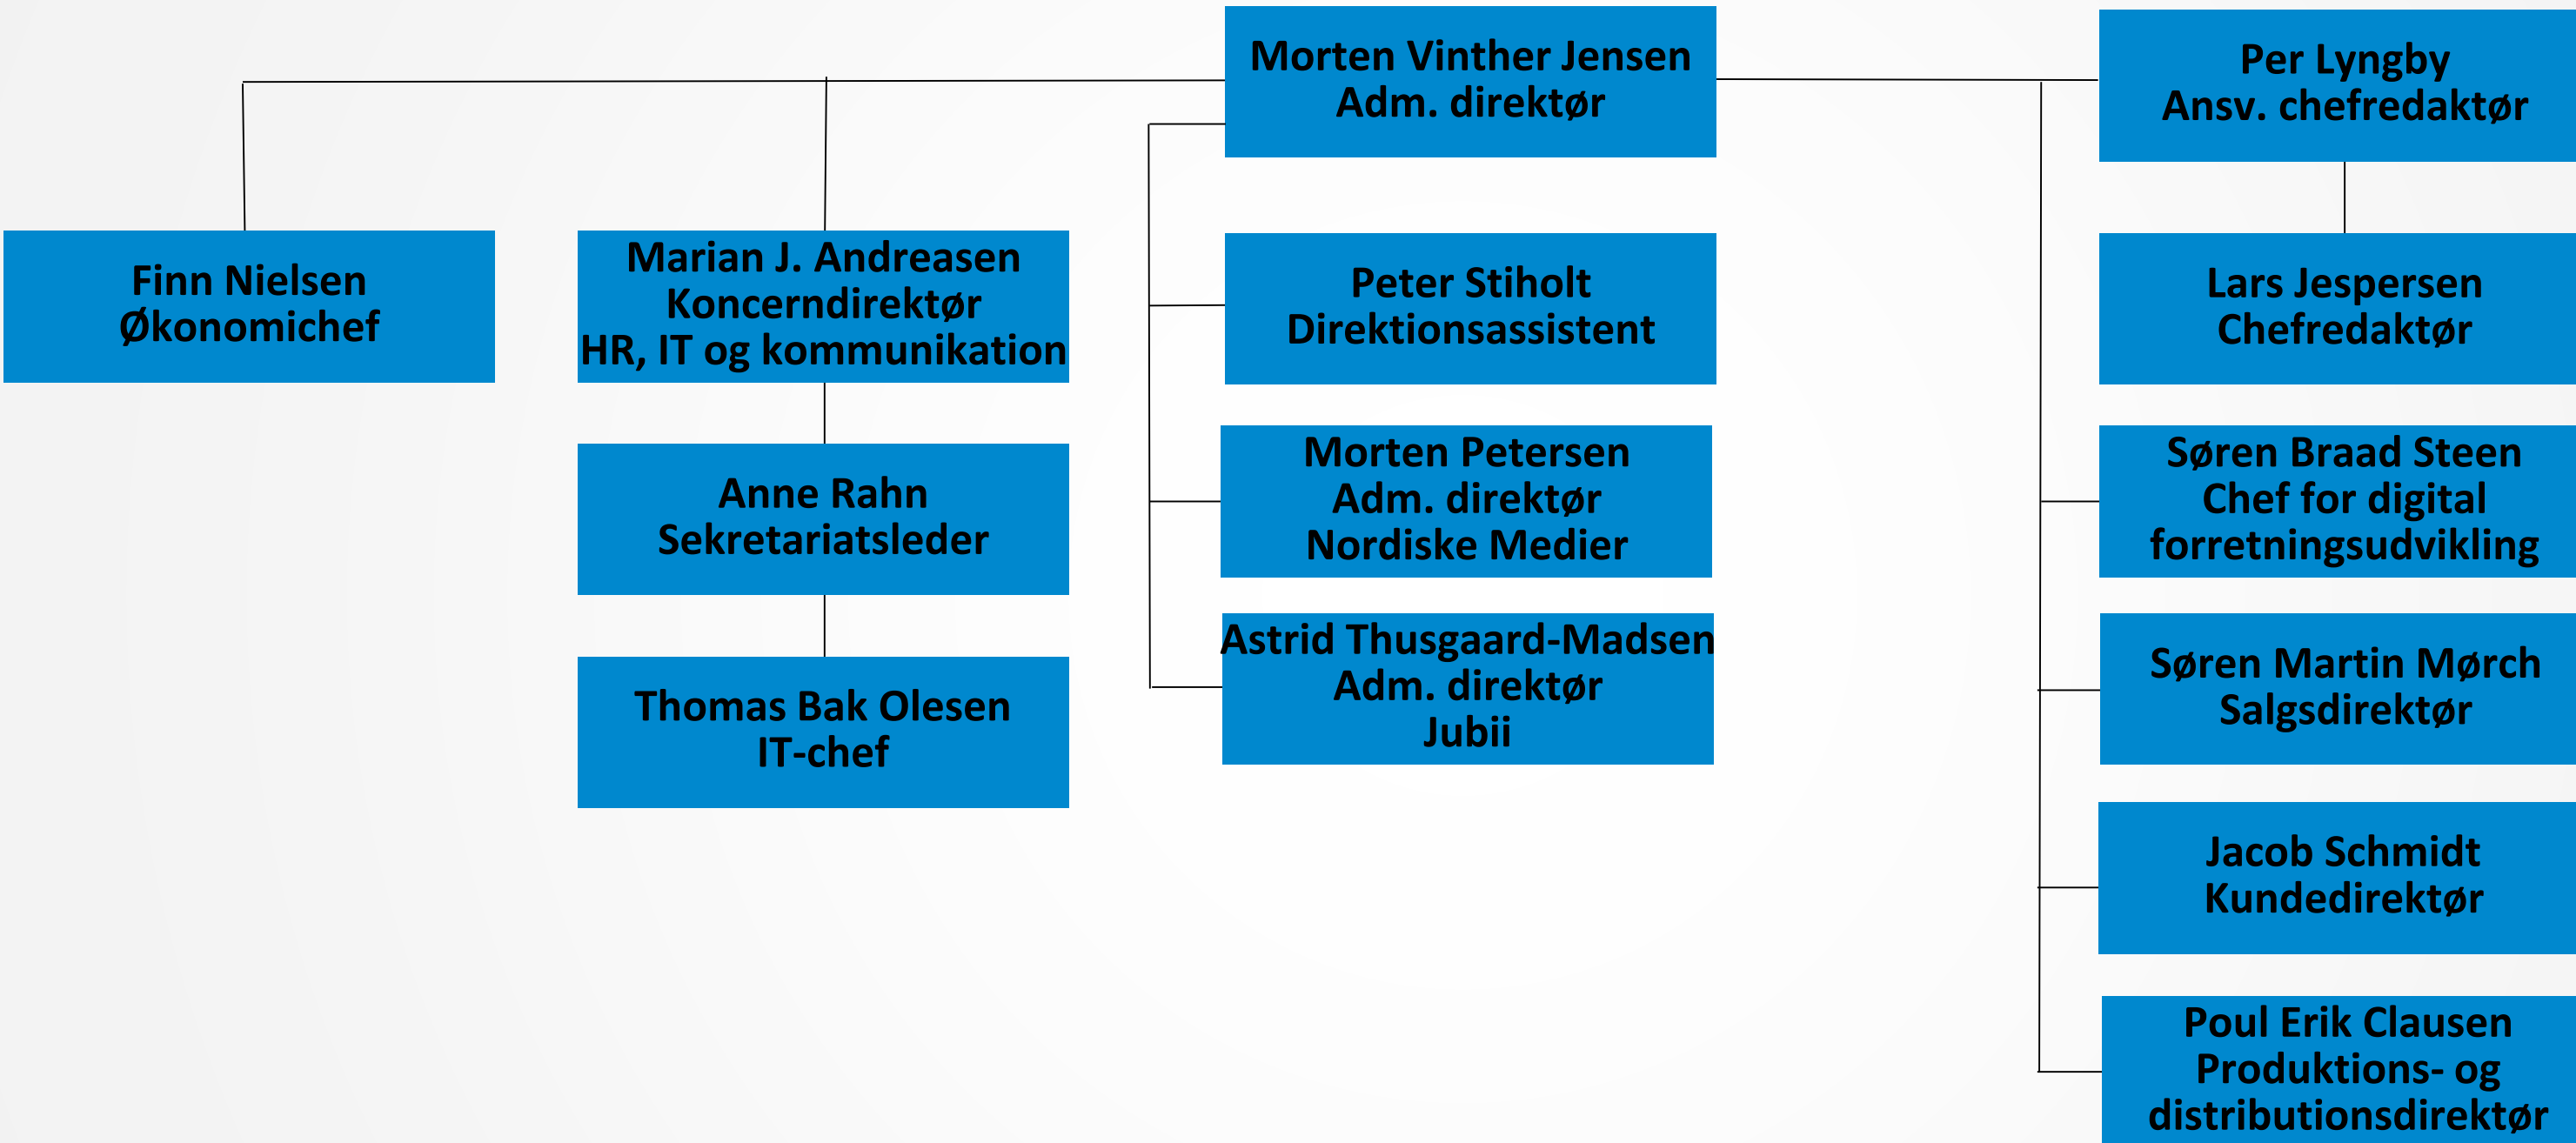 Morten Vinther Jensen
Adm. direktør
Per Lyngby
Ansv. chefredaktør
Finn Nielsen
Økonomichef
Marian J. Andreasen
Koncerndirektør
HR, IT og kommunikation
Peter Stiholt
Direktionsassistent
Lars Jespersen
Chefredaktør
Anne Rahn
Sekretariatsleder
Morten Petersen
Adm. direktør
Nordiske Medier
Søren Braad Steen
Chef for digital
forretningsudvikling
Thomas Bak Olesen
IT-chef
Astrid Thusgaard-Madsen
Adm. direktør
Jubii
Søren Martin Mørch
Salgsdirektør
Jacob Schmidt
Kundedirektør
Poul Erik Clausen
Produktions- og
distributionsdirektør